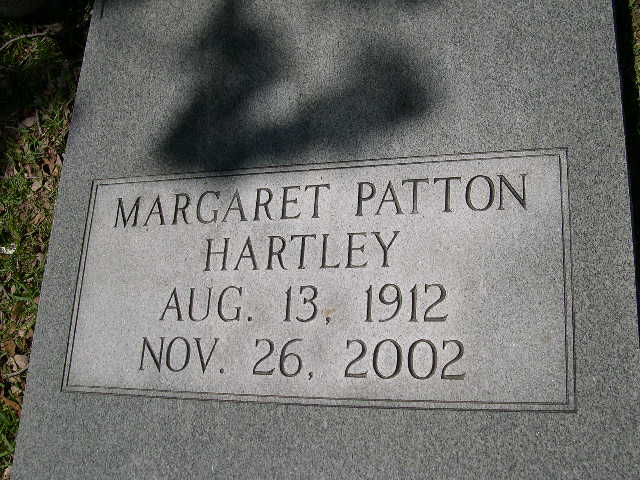 MARGARET PATTON
HARTLEY
AUG. 13, 1912
NOV. 26, 2002